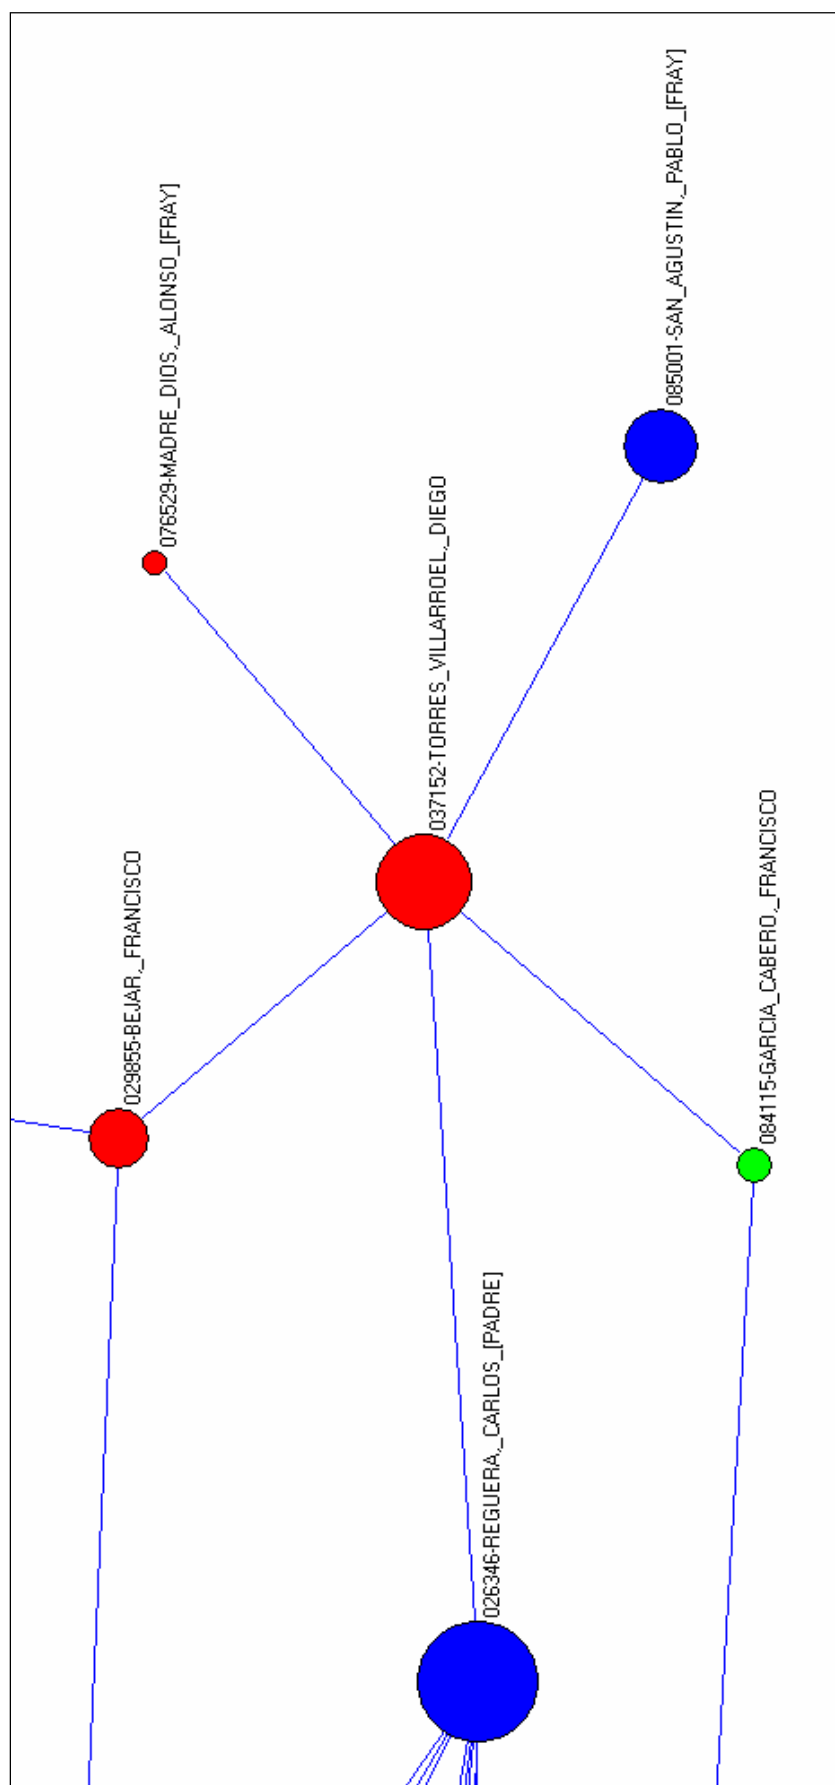 076529-MADRE_DIOS,_ALONSO_[FRAY]
085001-SAN_AGUSTIN,_PABLO_[FRAY]
037152-TORRES_VILLARROEL,_DIEGO
029855-BEJAR,_FRANCISCO
084115-GARCIA_CABERO,_FRANCISCO
026346-REGUERA,_CARLOS_[PADRE]